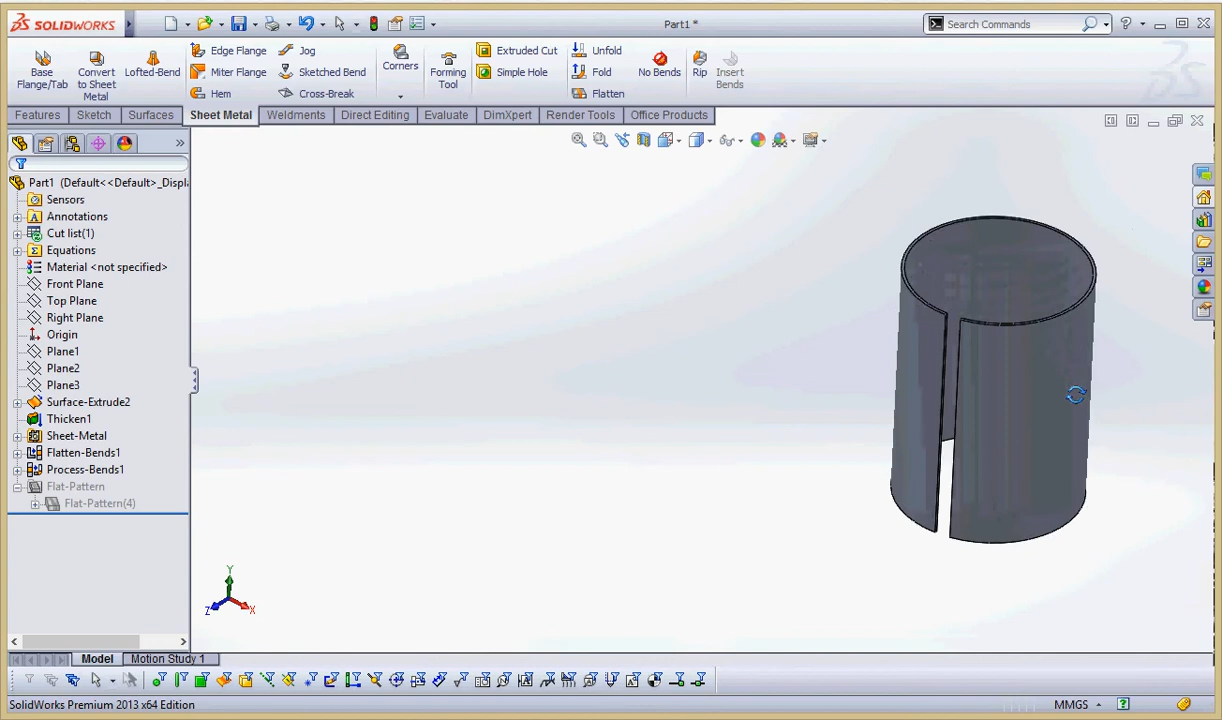 SOLIDWORKS
Part1 *
Search Commands
Base Flange/Tab
Convert to Sheet Metal
Lofted-Bend
Edge Flange
Miter Flange
Hem
Jog
Sketched Bend
Cross-Break
Corners
Forming Tool
Extruded Cut
Simple Hole
Unfold
Fold
Flatten
No Bends
Rip
Insert Bends
Features
Sketch
Surfaces
Sheet Metal
Weldments
Direct Editing
Evaluate
DimXpert
Render Tools
Office Products
Part1 (Default<<Default>_Displ
Sensors
Annotations
Cut list(1)
Equations
Material <not specified>
Front Plane
Top Plane
Right Plane
Origin
Plane1
Plane2
Plane3
Surface-Extrude2
Thicken1
Sheet-Metal
Flatten-Bends1
Process-Bends1
Flat-Pattern
Flat-Pattern(4)
Y
Z
X
Model
Motion Study 1
SolidWorks Premium 2013 x64 Edition
MMGS